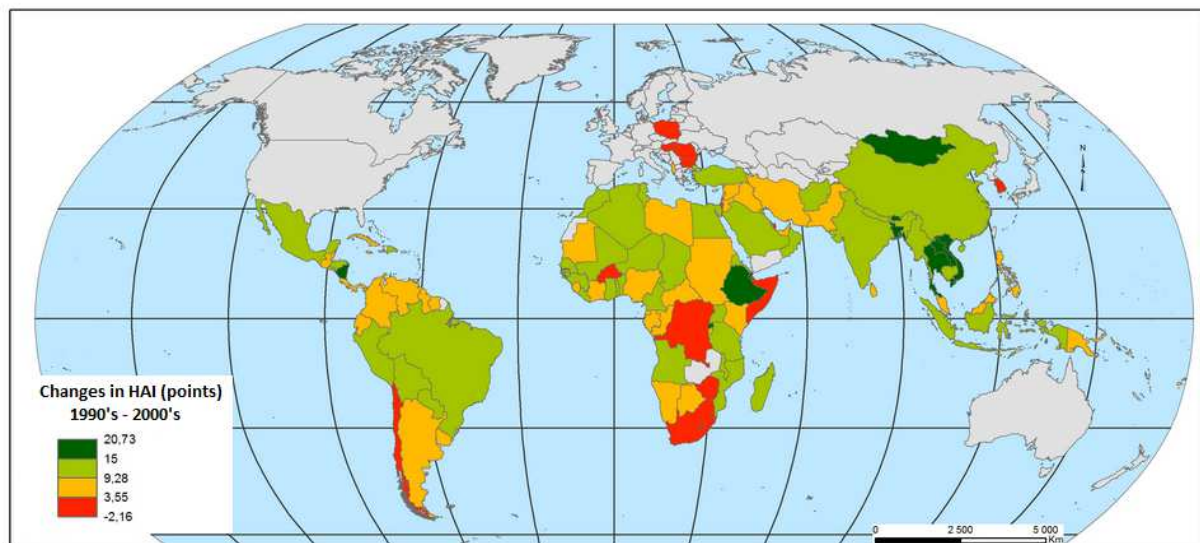 N
Changes in HAI (points)
1990's - 2000's
20,73
15
9,28
3,55
-2,16
0 2 500 5 000
Km